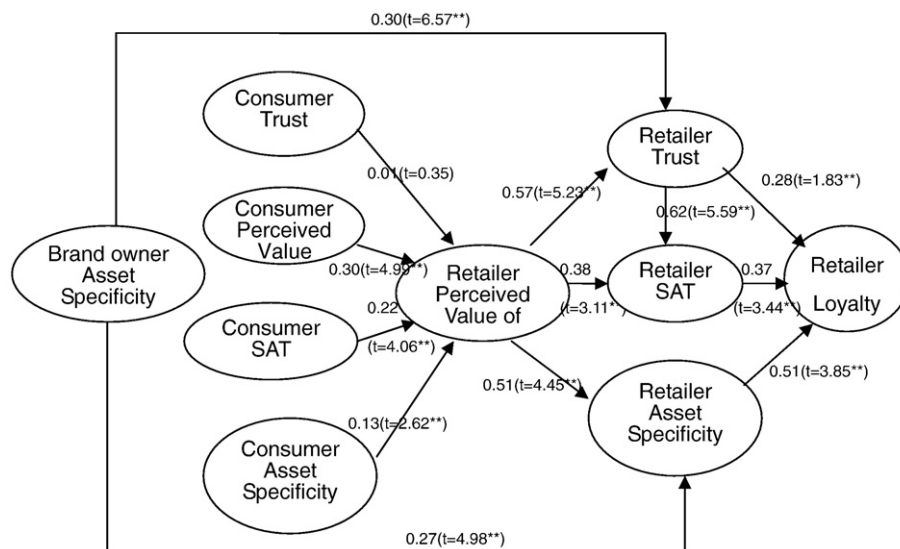 0.30(t=6.57**)
Consumer
Trust
0.01(t=0.35)
Retailer
Trust
0.57(t=5.23**)
0.28(t=1.83**)
0.62(t=5.59**)
Consumer
Perceived
Value
0.30(t=4.99**)
Brand owner
Asset
Specificity
Retailer
Perceived
Value of
0.38
(t=3.11*)
Retailer
SAT
0.37
(t=3.44**)
Retailer
Loyalty
0.22
(t=4.06**)
Consumer
SAT
0.51(t=4.45**)
Retailer
Asset
Specificity
0.51(t=3.85**)
0.13(t=2.62**)
Consumer
Asset
Specificity
0.27(t=4.98**)